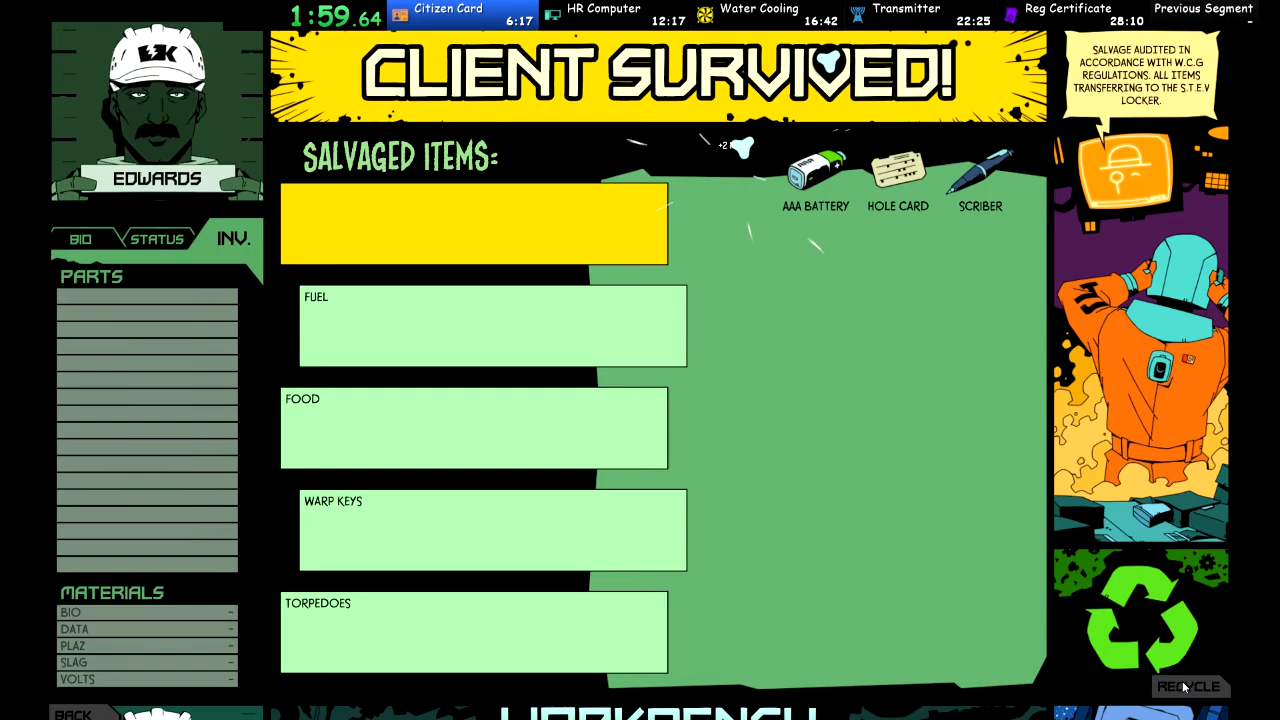 1:59.64
Citizen Card
6:17
HR Computer
12:17
Water Cooling
16:42
Transmitter
22:25
Reg Certificate
28:10
Previous Segment
-
CLIENT SURVIVED!
SALVAGE AUDITED IN
ACCORDANCE WITH W.C.G
REGULATIONS. ALL ITEMS
TRANSFERRING TO THE S.T.E.V
LOCKER.
EDWARDS
BIO
STATUS
INV.
SALVAGED ITEMS:
+2
AAA
AAA BATTERY
HOLE CARD
SCRIBER
PARTS
FUEL
FOOD
WARP KEYS
TORPEDOES
MATERIALS
BIO -
DATA -
PLAZ -
SLAG -
VOLTS -
RECYCLE
BACK